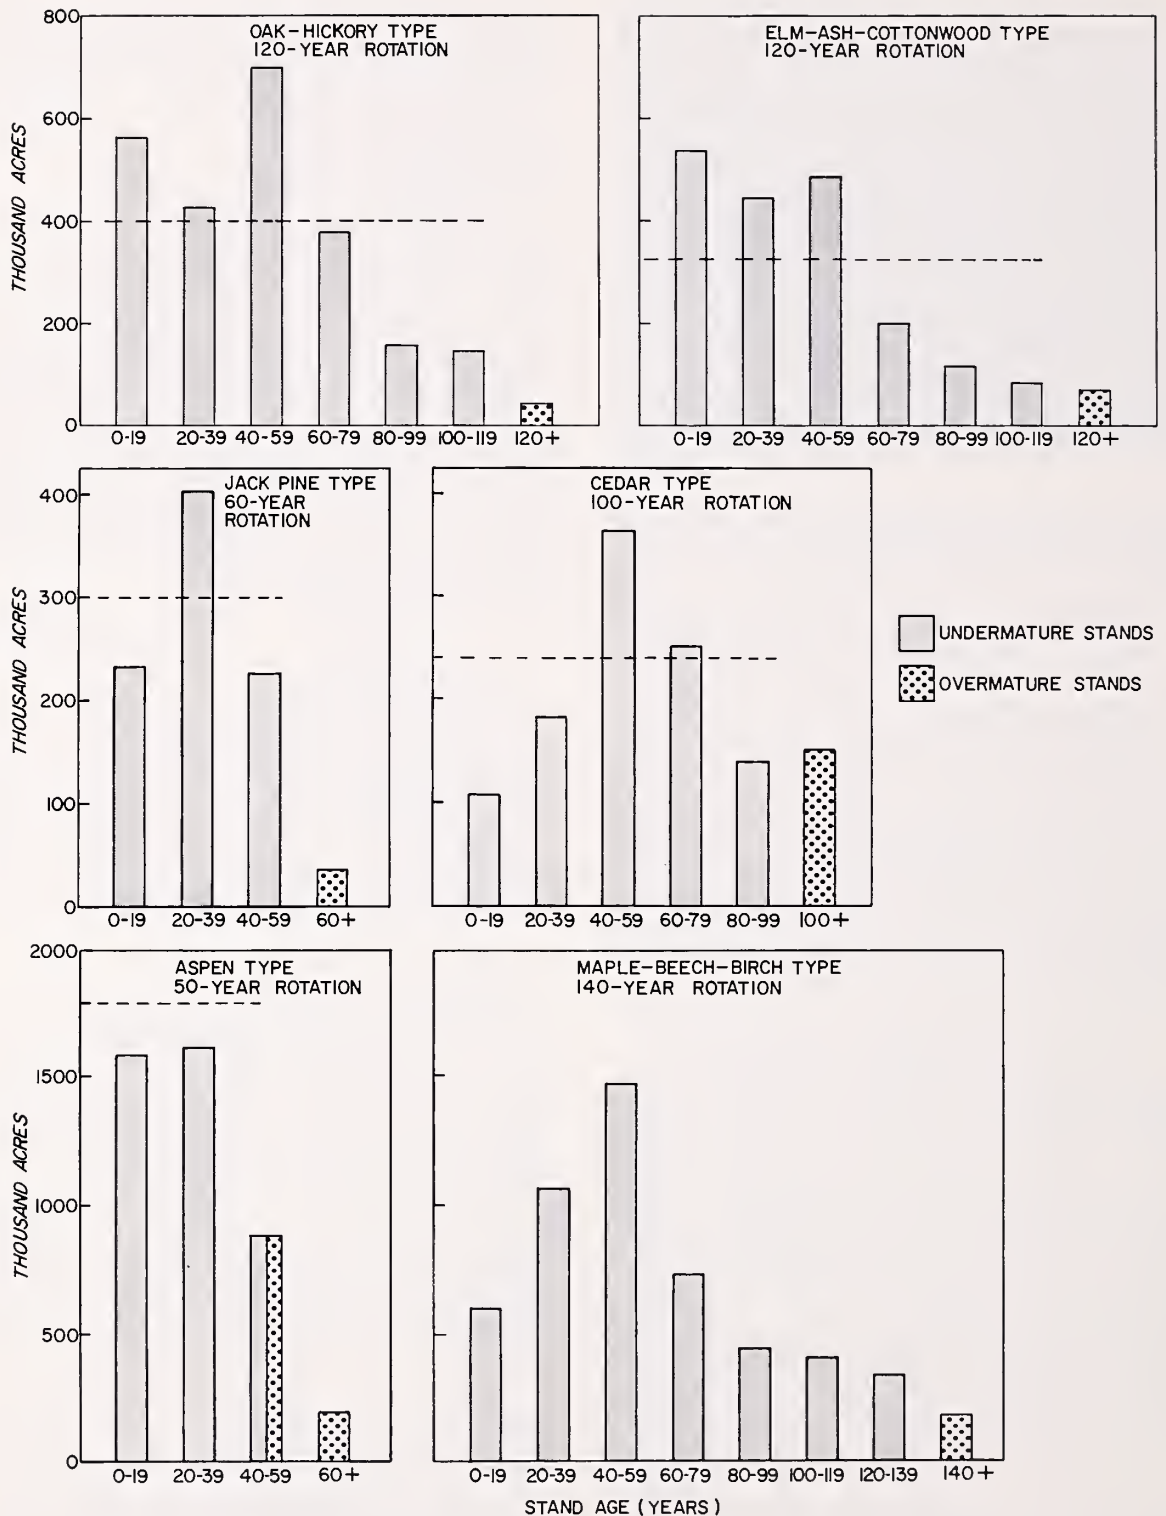 OAK-HICKORY TYPE
120-YEAR ROTATION
THOUSAND ACRES
800
600
400
200
0
0-19 20-39 40-59 60-79 80-99 100-119 120+
ELM-ASH-COTTONWOOD TYPE
120-YEAR ROTATION
0-19 20-39 40-59 60-79 80-99 100-119 120+
JACK PINE TYPE
60-YEAR
ROTATION
THOUSAND ACRES
400
300
200
100
0
0-19 20-39 40-59 60+
CEDAR TYPE
100-YEAR ROTATION
0-19 20-39 40-59 60-79 80-99 100+
UNDERMATURE STANDS
OVERMATURE STANDS
ASPEN TYPE
50-YEAR ROTATION
THOUSAND ACRES
2000
1500
1000
500
0
0-19 20-39 40-59 60+
MAPLE-BEECH-BIRCH TYPE
140-YEAR ROTATION
0-19 20-39 40-59 60-79 80-99 100-119 120-139 140+
STAND AGE (YEARS)